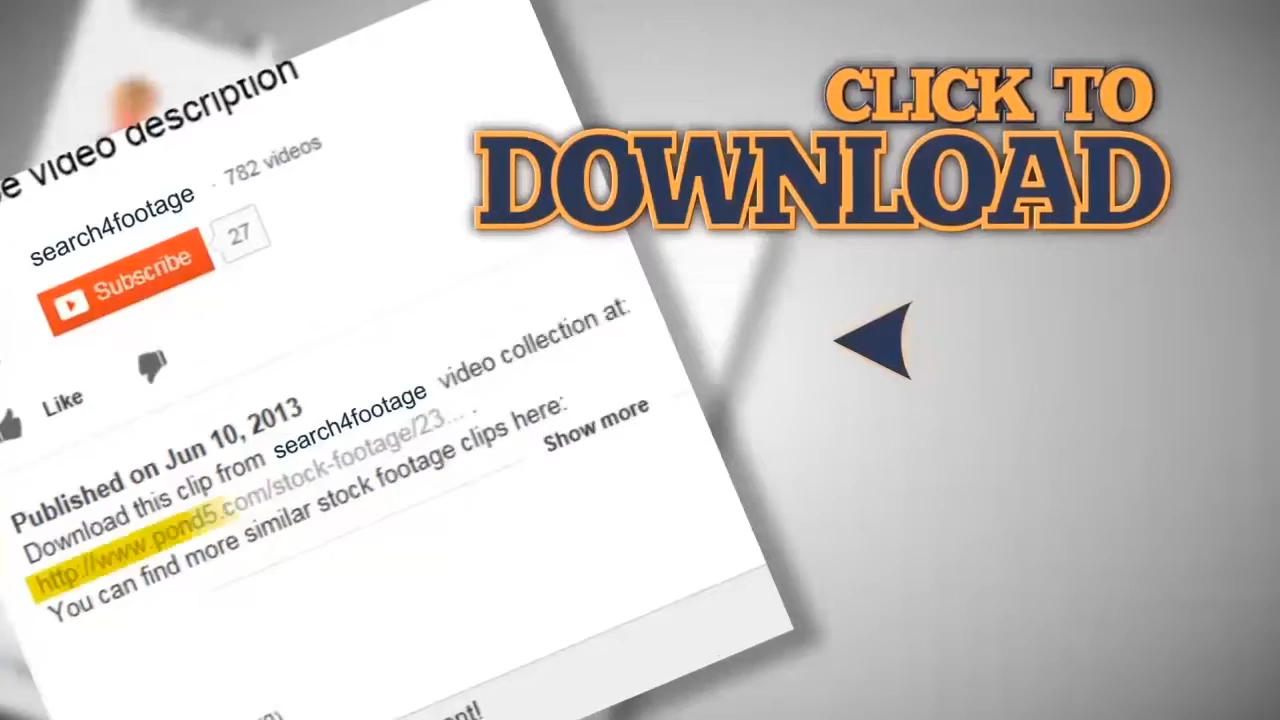 CLICK TO
DOWNLOAD
e video description
search4footage · 782 videos
Subscribe 27
Like
Published on Jun 10, 2013
Download this clip from search4footage video collection at:
http://www.pond5.com/stock-footage/23... .
You can find more similar stock footage clips here:
Show more